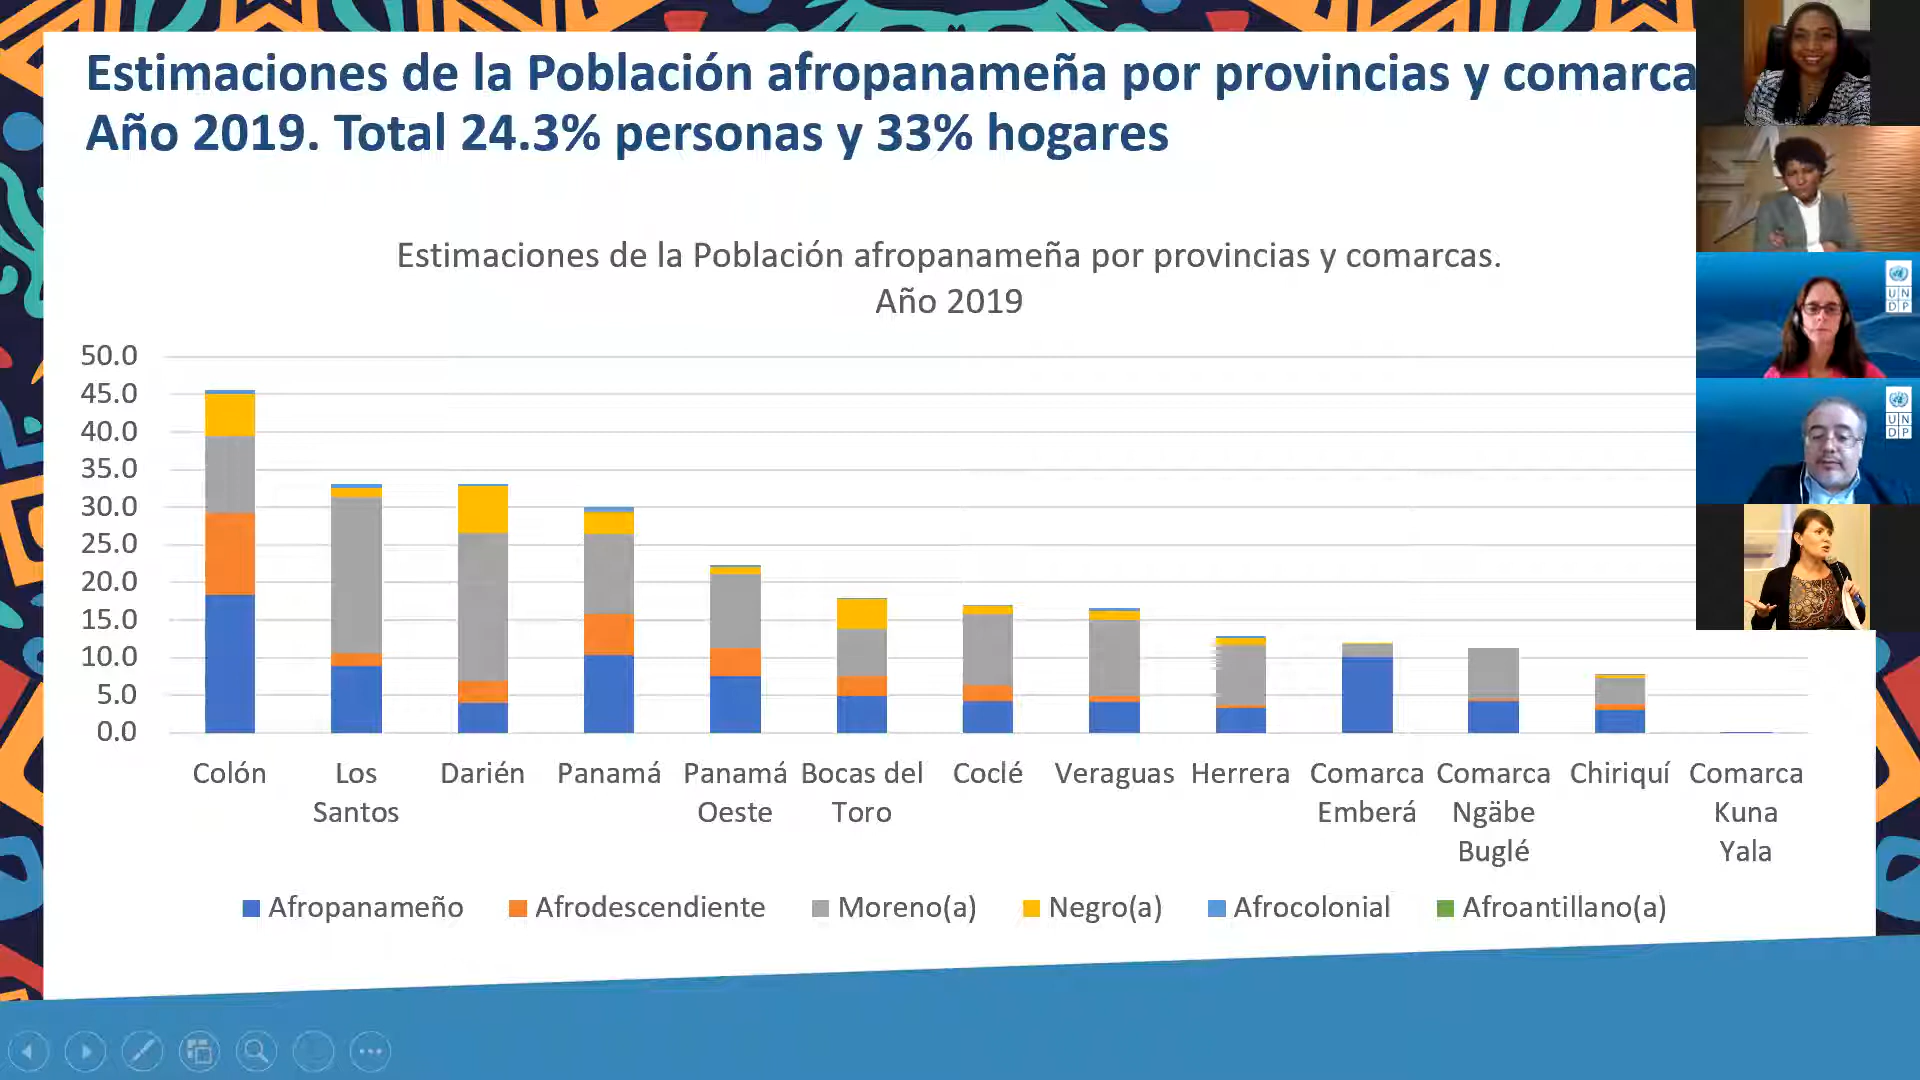 Estimaciones de la Población afropanameña por provincias y comarca
Año 2019. Total 24.3% personas y 33% hogares
Estimaciones de la Población afropanameña por provincias y comarcas.
Año 2019
50.0
45.0
40.0
35.0
30.0
25.0
20.0
15.0
10.0
5.0
0.0
Colón
Los
Santos
Darién
Panamá
Panamá
Oeste
Bocas del
Toro
Coclé
Veraguas
Herrera
Comarca
Emberá
Comarca
Ngäbe
Buglé
Chiriquí
Comarca
Kuna
Yala
Afropanameño
Afrodescendiente
Moreno(a)
Negro(a)
Afrocolonial
Afroantillano(a)
UN
DP
UN
DP